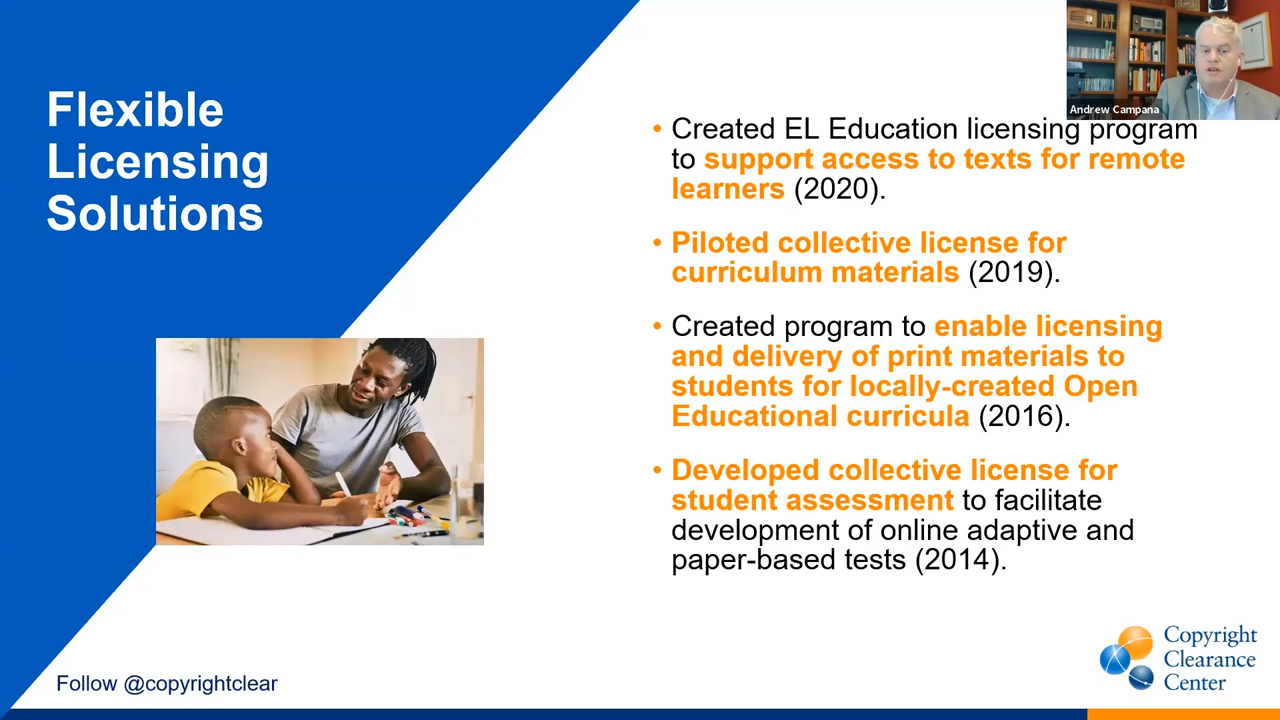 Flexible
Licensing
Solutions
Andrew Campana
• Created EL Education licensing program
to support access to texts for remote
learners (2020).
• Piloted collective license for
curriculum materials (2019).
• Created program to enable licensing
and delivery of print materials to
students for locally-created Open
Educational curricula (2016).
• Developed collective license for
student assessment to facilitate
development of online adaptive and
paper-based tests (2014).
Follow @copyrightclear
Copyright
Clearance
Center